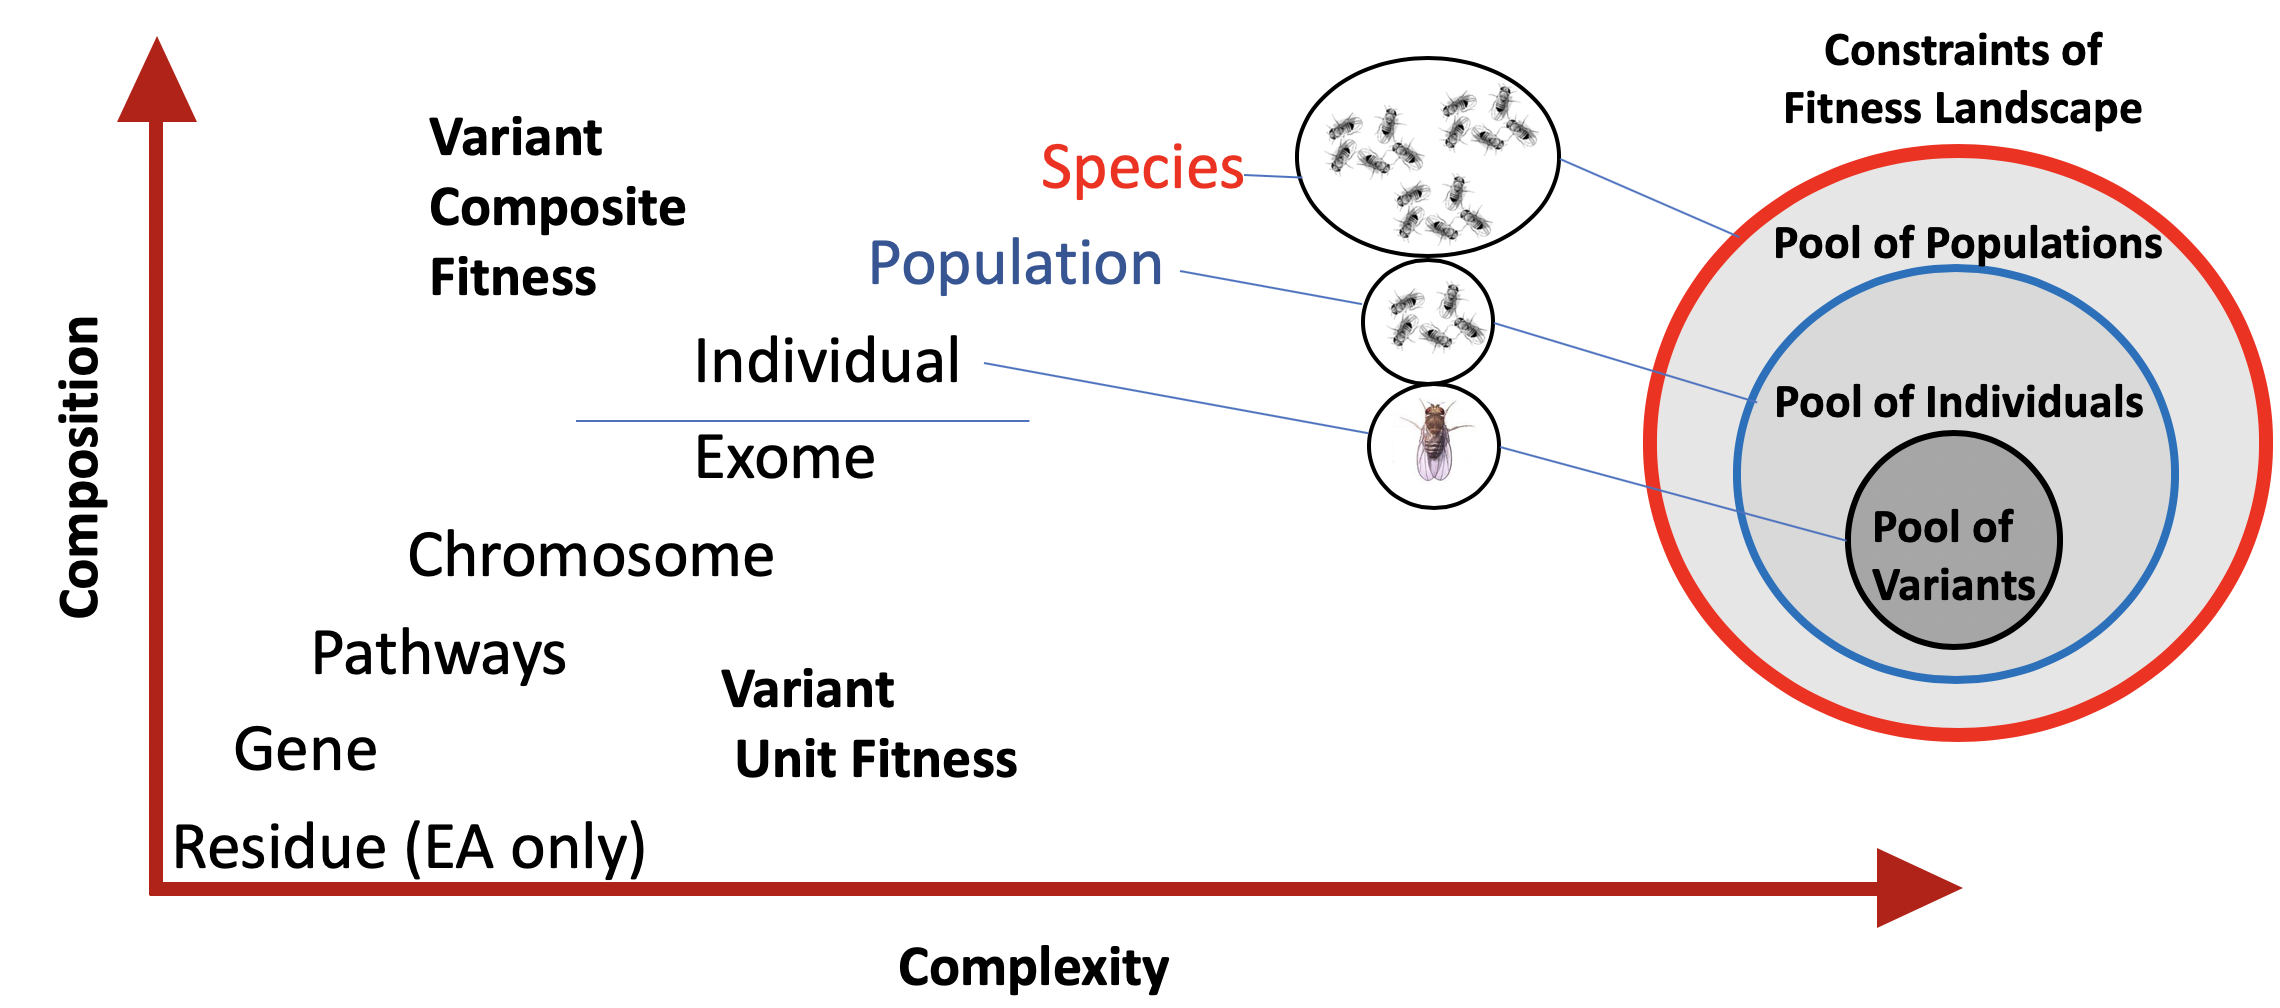 Constraints of
Fitness Landscape
Variant
Composite
Fitness
Species
Population
Individual
Exome
Chromosome
Pathways
Gene
Residue (EA only)
Variant
Unit Fitness
Pool of Populations
Pool of Individuals
Pool of
Variants
Composition
Complexity